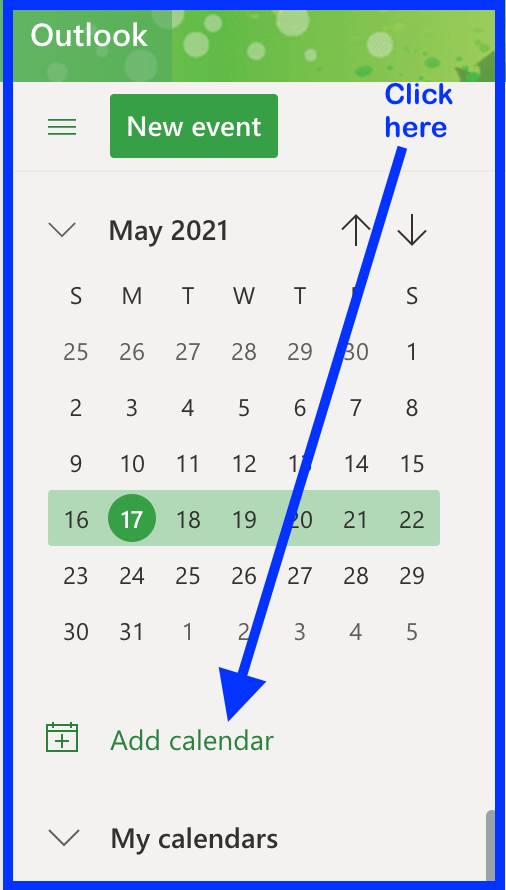 Outlook
Click
here
New event
May 2021
S M T W T S
25 26 27 28 29 30 1
2 3 4 5 6 7 8
9 10 11 12 13 14 15
16 17 18 19 20 21 22
23 24 25 26 27 28 29
30 31 1 2 3 4 5
Add calendar
My calendars